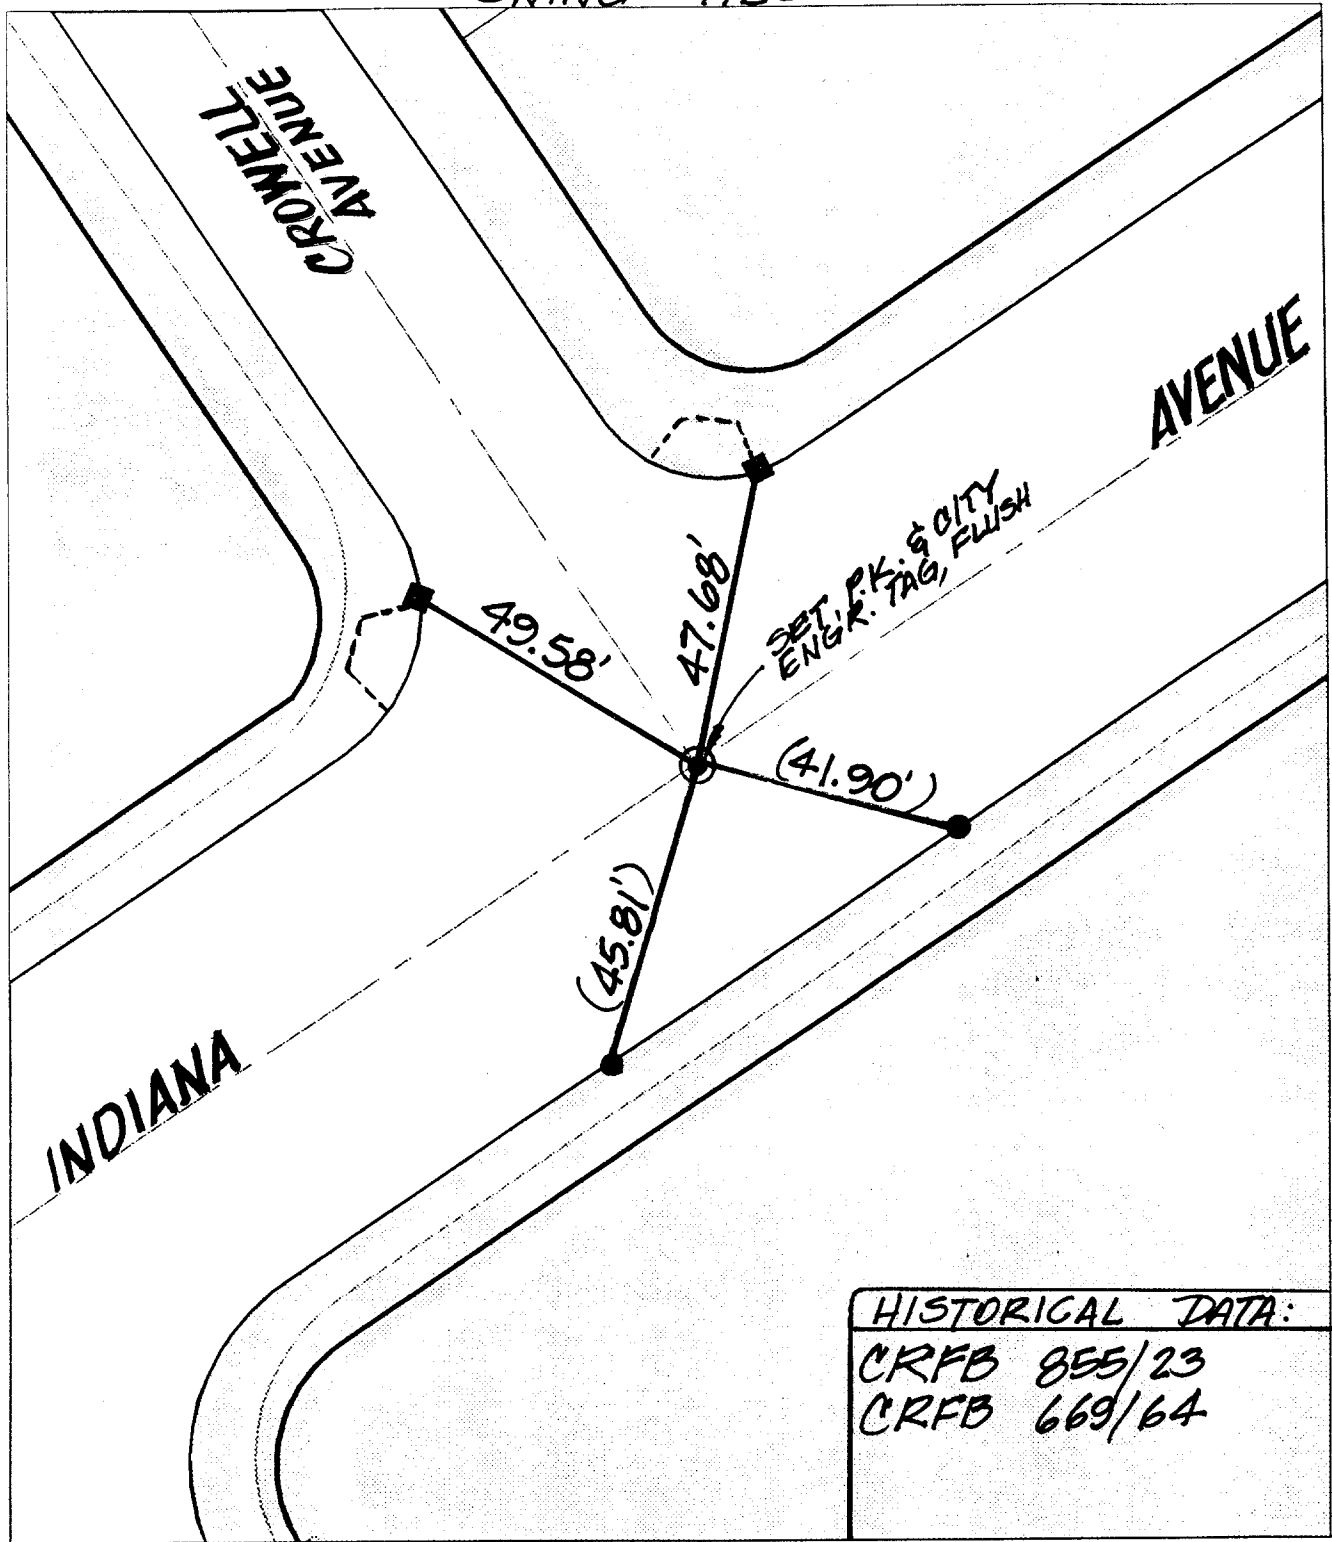 CROWELL
AVENUE
AVENUE
SET, P.K. & CITY
ENGR. TAG, FLUSH
47.68'
49.58'
(41.90')
(45.81')
INDIANA
HISTORICAL DATA:
CRFB 855/23
CRFB 669/64